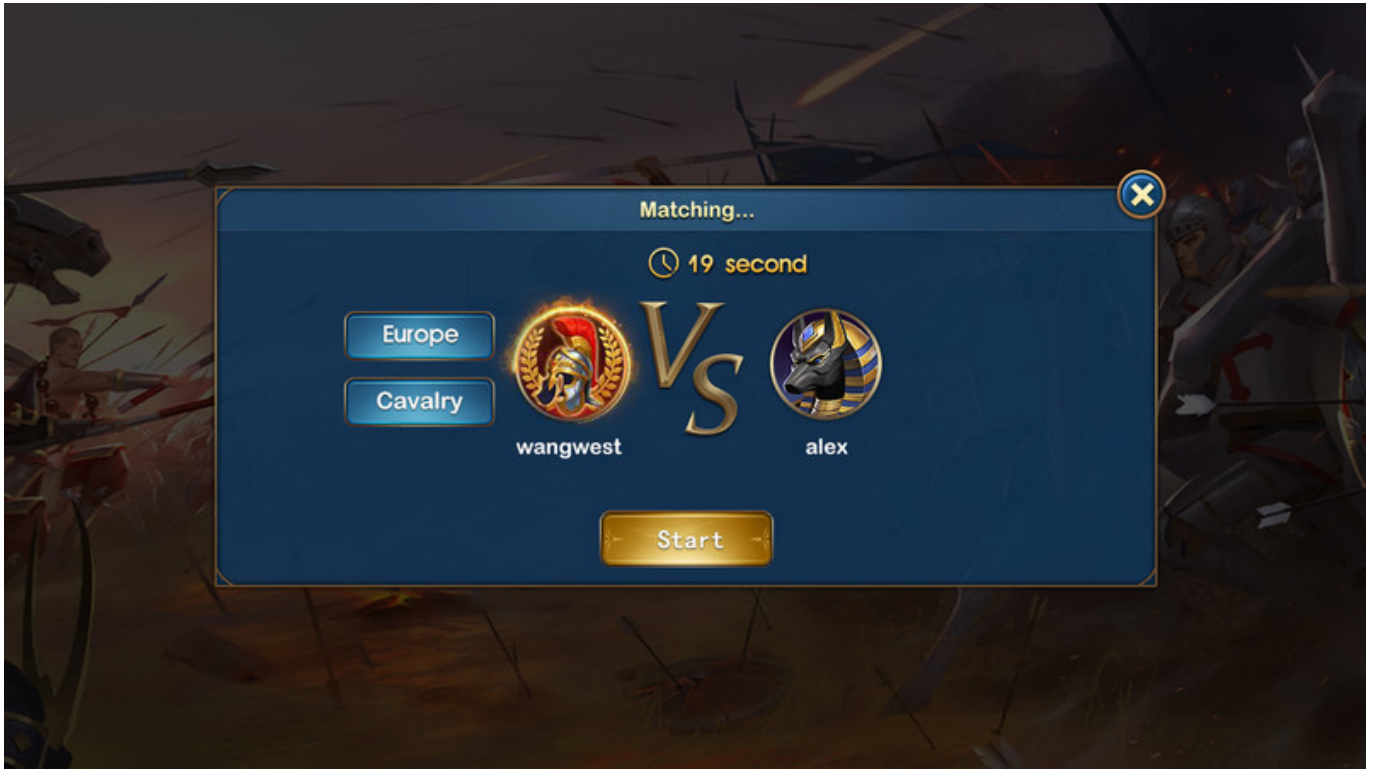 Matching...
19 second
Europe
Cavalry
VS
wangwest
alex
Start